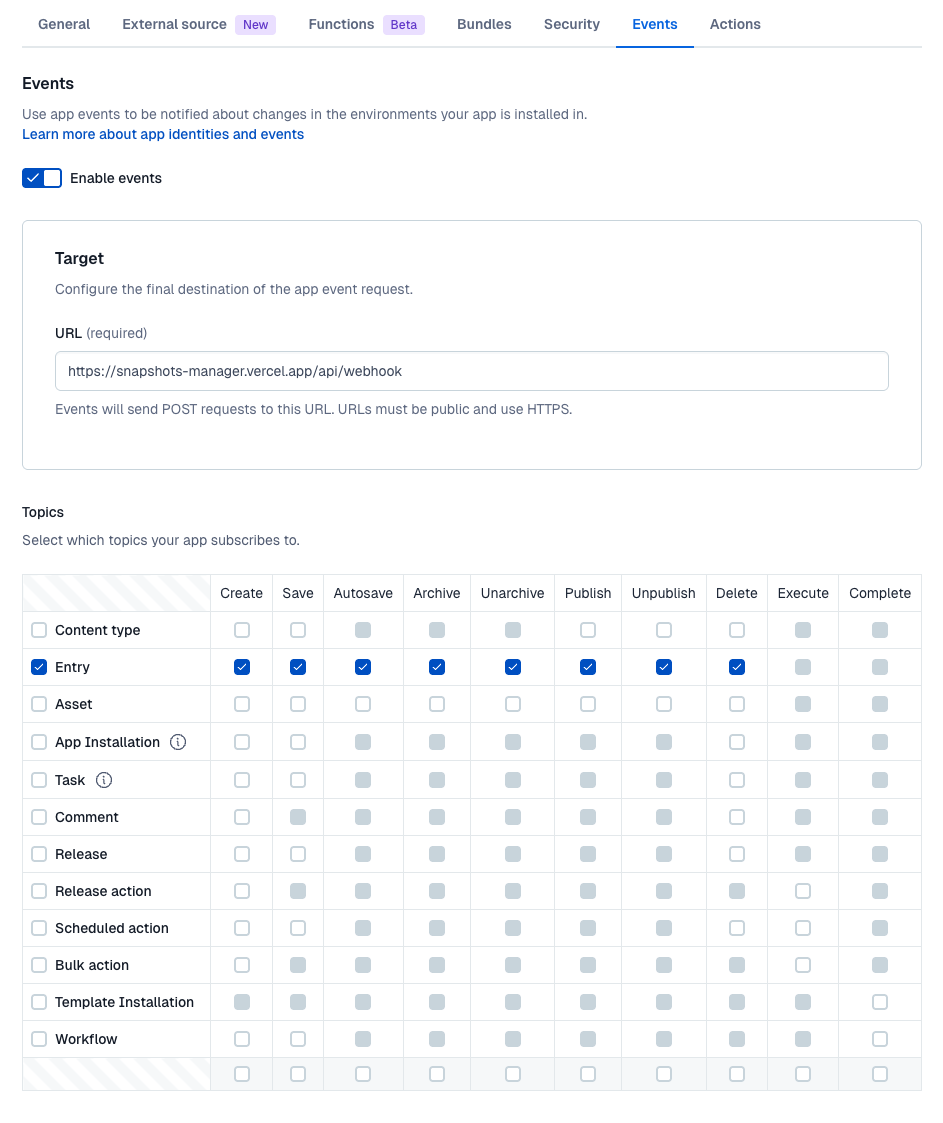 General External source New Functions Beta Bundles Security Events Actions
Events
Use app events to be notified about changes in the environments your app is installed in.
Learn more about app identities and events
Enable events
Target
Configure the final destination of the app event request.
URL (required)
https://snapshots-manager.vercel.app/api/webhook
Events will send POST requests to this URL. URLs must be public and use HTTPS.
Topics
Select which topics your app subscribes to.
Create Save Autosave Archive Unarchive Publish Unpublish Delete Execute Complete
Content type
Entry
Asset
App Installation
Task
Comment
Release
Release action
Scheduled action
Bulk action
Template Installation
Workflow